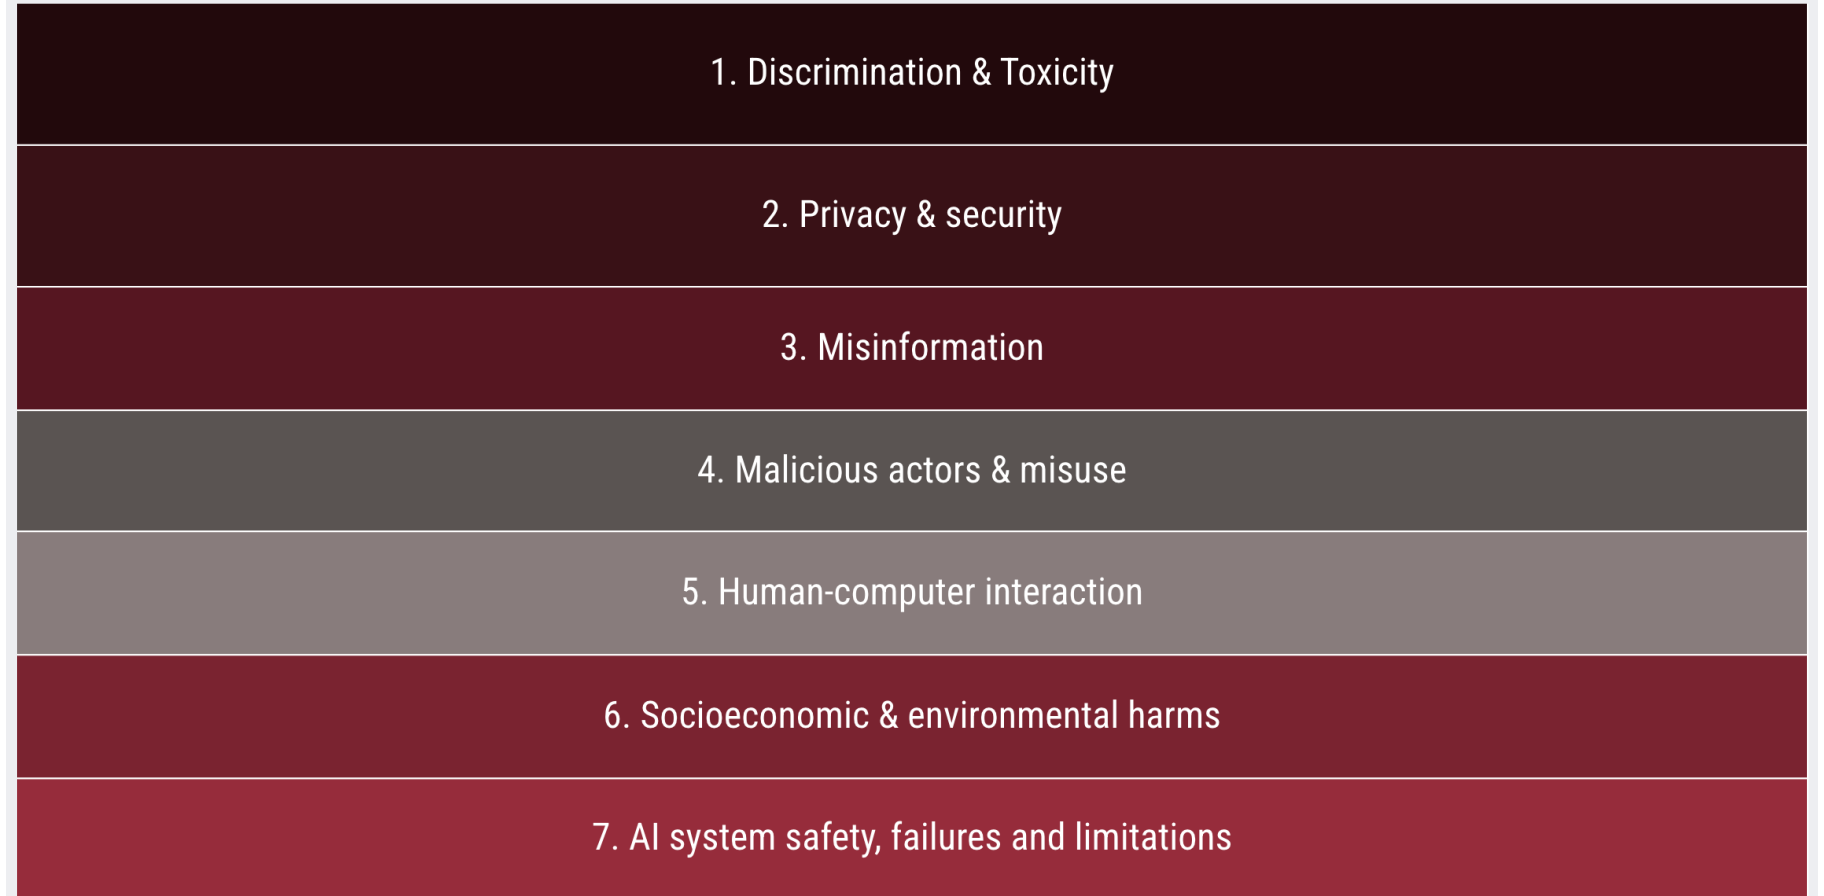 1. Discrimination & Toxicity
2. Privacy & security
3. Misinformation
4. Malicious actors & misuse
5. Human-computer interaction
6. Socioeconomic & environmental harms
7. AI system safety, failures and limitations